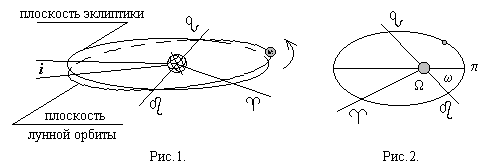 плоскость эклиптики
☋
i
☊
♈
плоскость
лунной орбиты
Рис.1.
☋
π
Ω
ω
♈
☊
Рис.2.